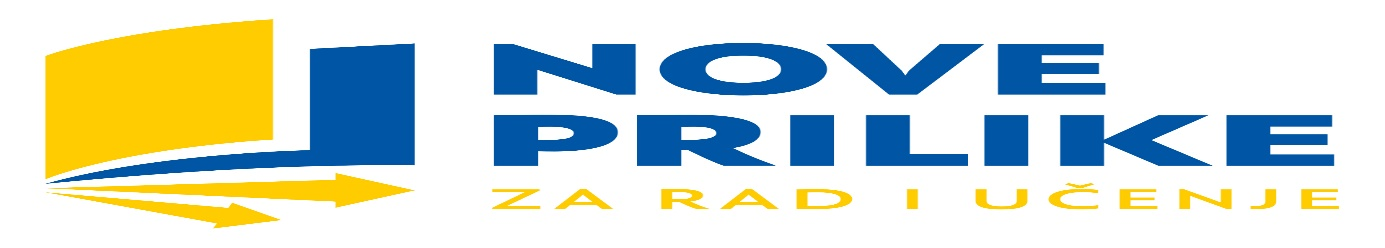 NOVE
PRILIKE
ZA RAD I UČENJE